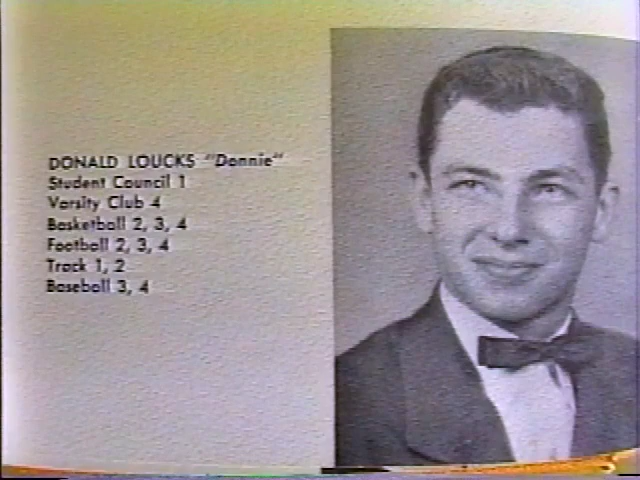 DONALD LOUCKS "Donnie"
Student Council 1
Varsity Club 4
Basketball 2, 3, 4
Football 2, 3, 4
Track 1, 2
Baseball 3, 4